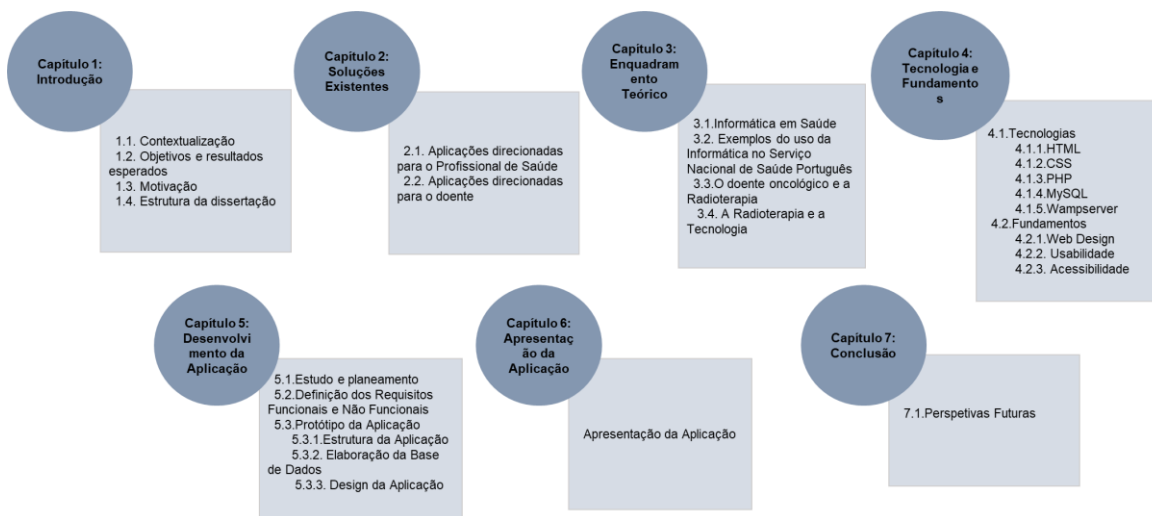 Capítulo 1:
Introdução
1.1. Contextualização
1.2. Objetivos e resultados
esperados
1.3. Motivação
1.4. Estrutura da dissertação
Capítulo 2:
Soluções
Existentes
2.1. Aplicações direcionadas
para o Profissional de Saúde
2.2. Aplicações direcionadas
para o doente
Capítulo 3:
Enquadram
ento
Teórico
3.1.Informática em Saúde
3.2. Exemplos do uso da
Informática no Serviço
Nacional de Saúde Português
3.3.O doente oncológico e a
Radioterapia
3.4. A Radioterapia e a
Tecnologia
Capítulo 4:
Tecnologia e
Fundamento
s
4.1.Tecnologias
4.1.1.HTML
4.1.2.CSS
4.1.3.PHP
4.1.4.MySQL
4.1.5.Wampserver
4.2.Fundamentos
4.2.1.Web Design
4.2.2. Usabilidade
4.2.3. Acessibilidade
Capítulo 5:
Desenvolvi
mento da
Aplicação
5.1.Estudo e planeamento
5.2.Definição dos Requisitos
Funcionais e Não Funcionais
5.3.Protótipo da Aplicação
5.3.1.Estrutura da Aplicação
5.3.2. Elaboração da Base
de Dados
5.3.3. Design da Aplicação
Capítulo 6:
Apresentaç
ão da
Aplicação
Apresentação da Aplicação
Capítulo 7:
Conclusão
7.1.Perspetivas Futuras